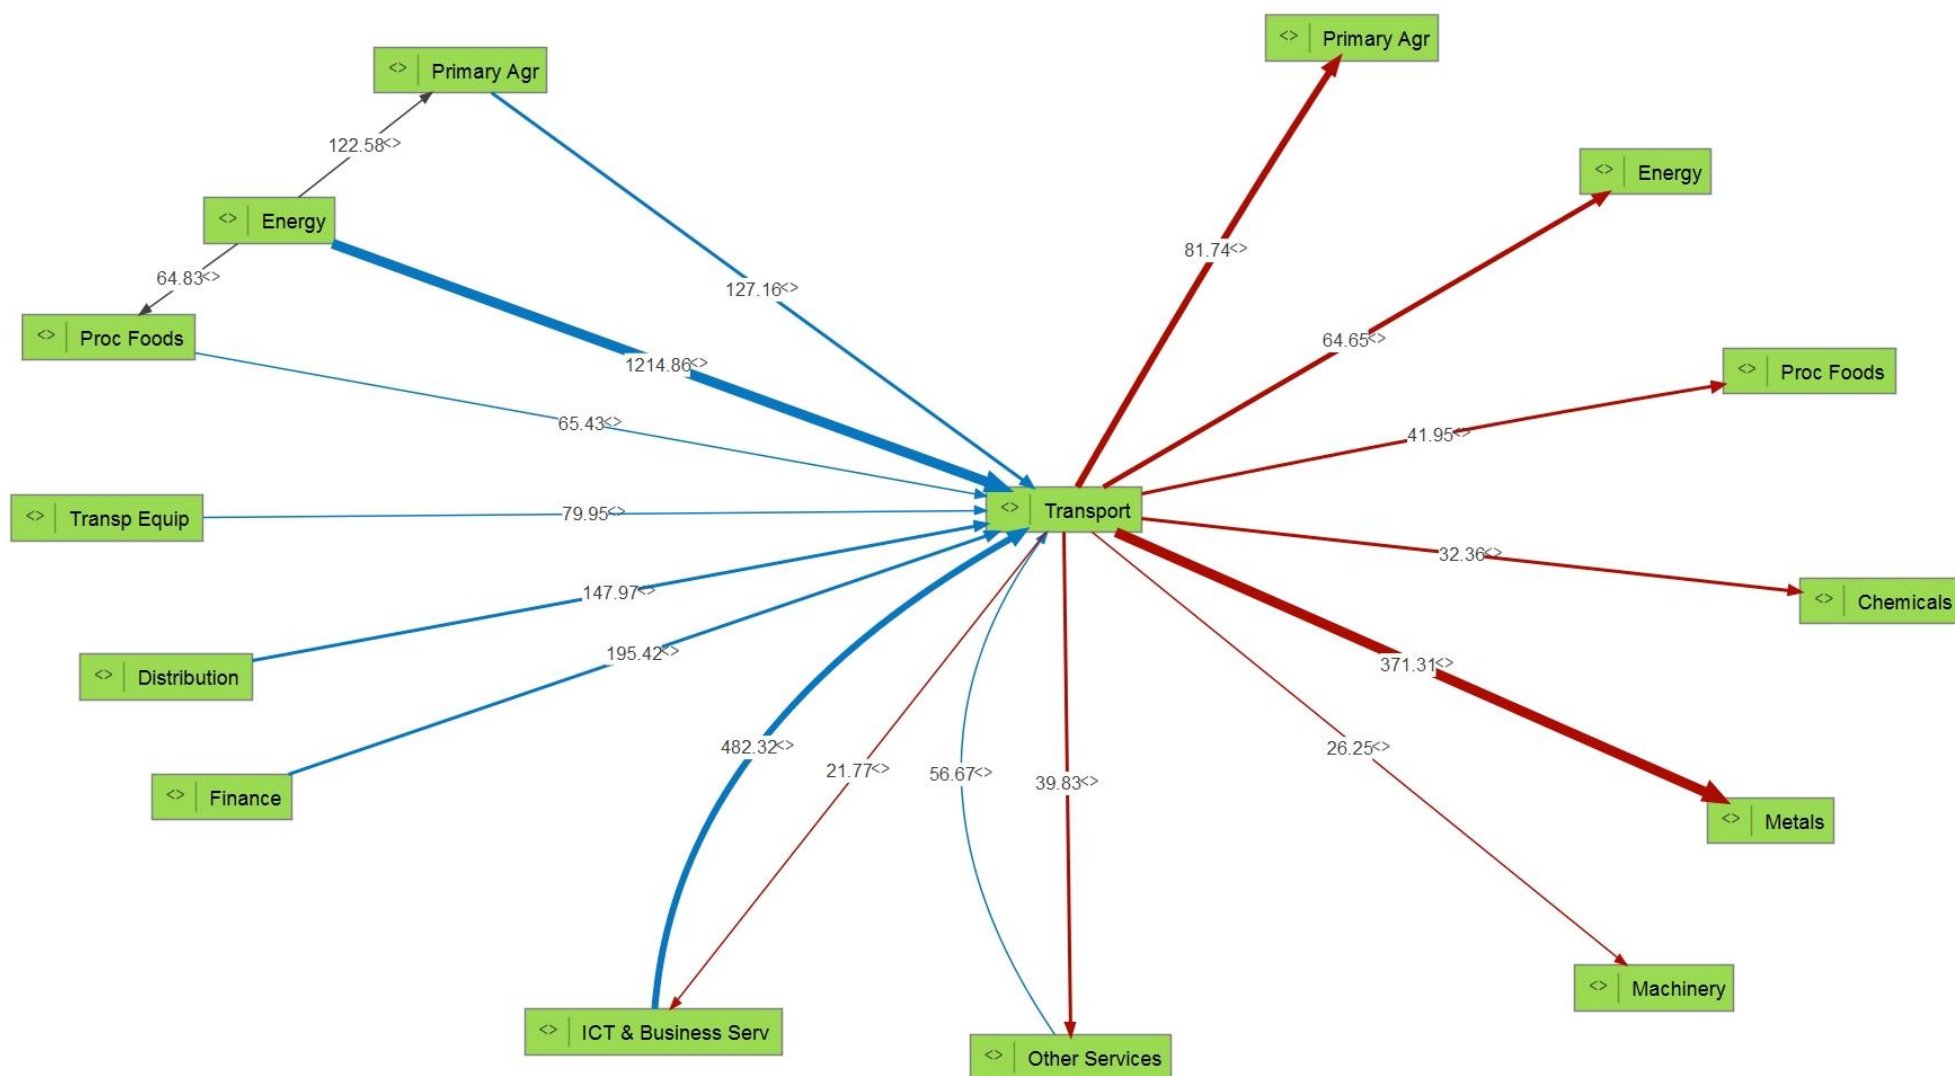 <> Primary Agr
<> Primary Agr
122.58<>
<> Energy
<> Energy
81.74<>
64.83<>
127.16<>
<> Proc Foods
64.65<>
1214.86<>
<> Proc Foods
65.43<>
41.95<>
<> Transp Equip
79.95<>
<> Transport
32.36<>
147.97<>
<> Chemicals
195.42<>
371.31<>
<> Distribution
482.32<>
21.77<>
56.67<>
39.83<>
26.25<>
<> Finance
<> Metals
<> Machinery
<> ICT & Business Serv
<> Other Services